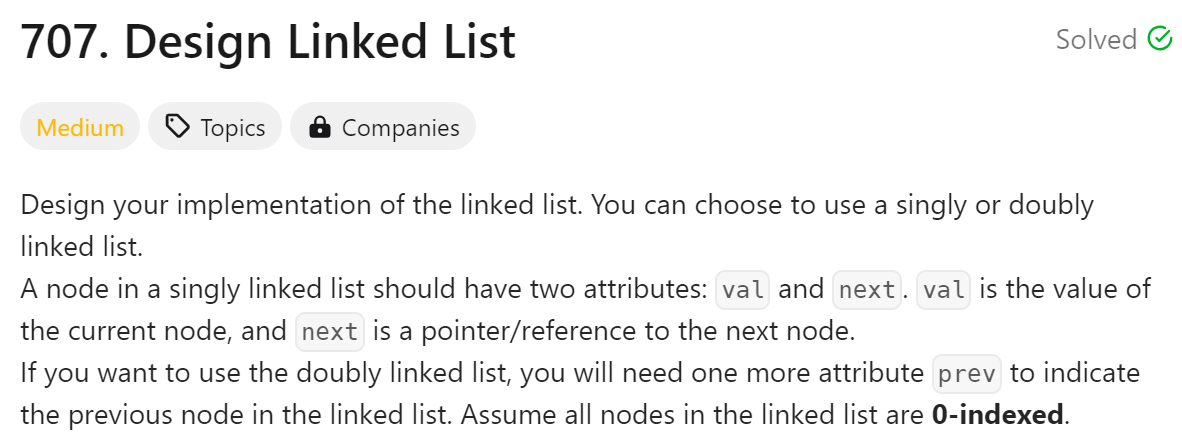 707. Design Linked List
Solved
Medium
Topics
Companies
Design your implementation of the linked list. You can choose to use a singly or doubly
linked list.
A node in a singly linked list should have two attributes: val and next. val is the value of
the current node, and next is a pointer/reference to the next node.
If you want to use the doubly linked list, you will need one more attribute prev to indicate
the previous node in the linked list. Assume all nodes in the linked list are 0-indexed.